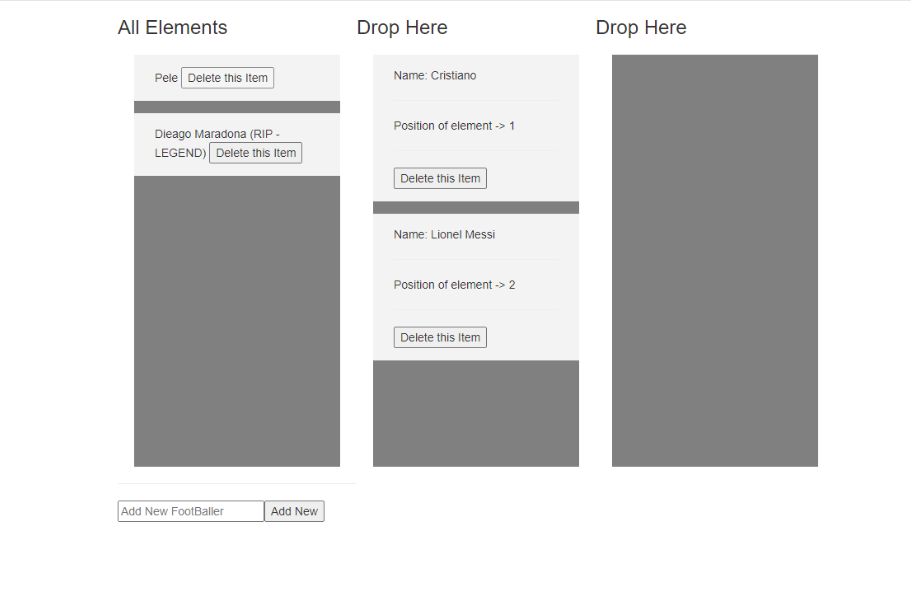 All Elements
Pele Delete this Item
Dieago Maradona (RIP -
LEGEND) Delete this Item
Add New FootBaller Add New
Drop Here
Name: Cristiano
Position of element -> 1
Delete this Item
Name: Lionel Messi
Position of element -> 2
Delete this Item
Drop Here